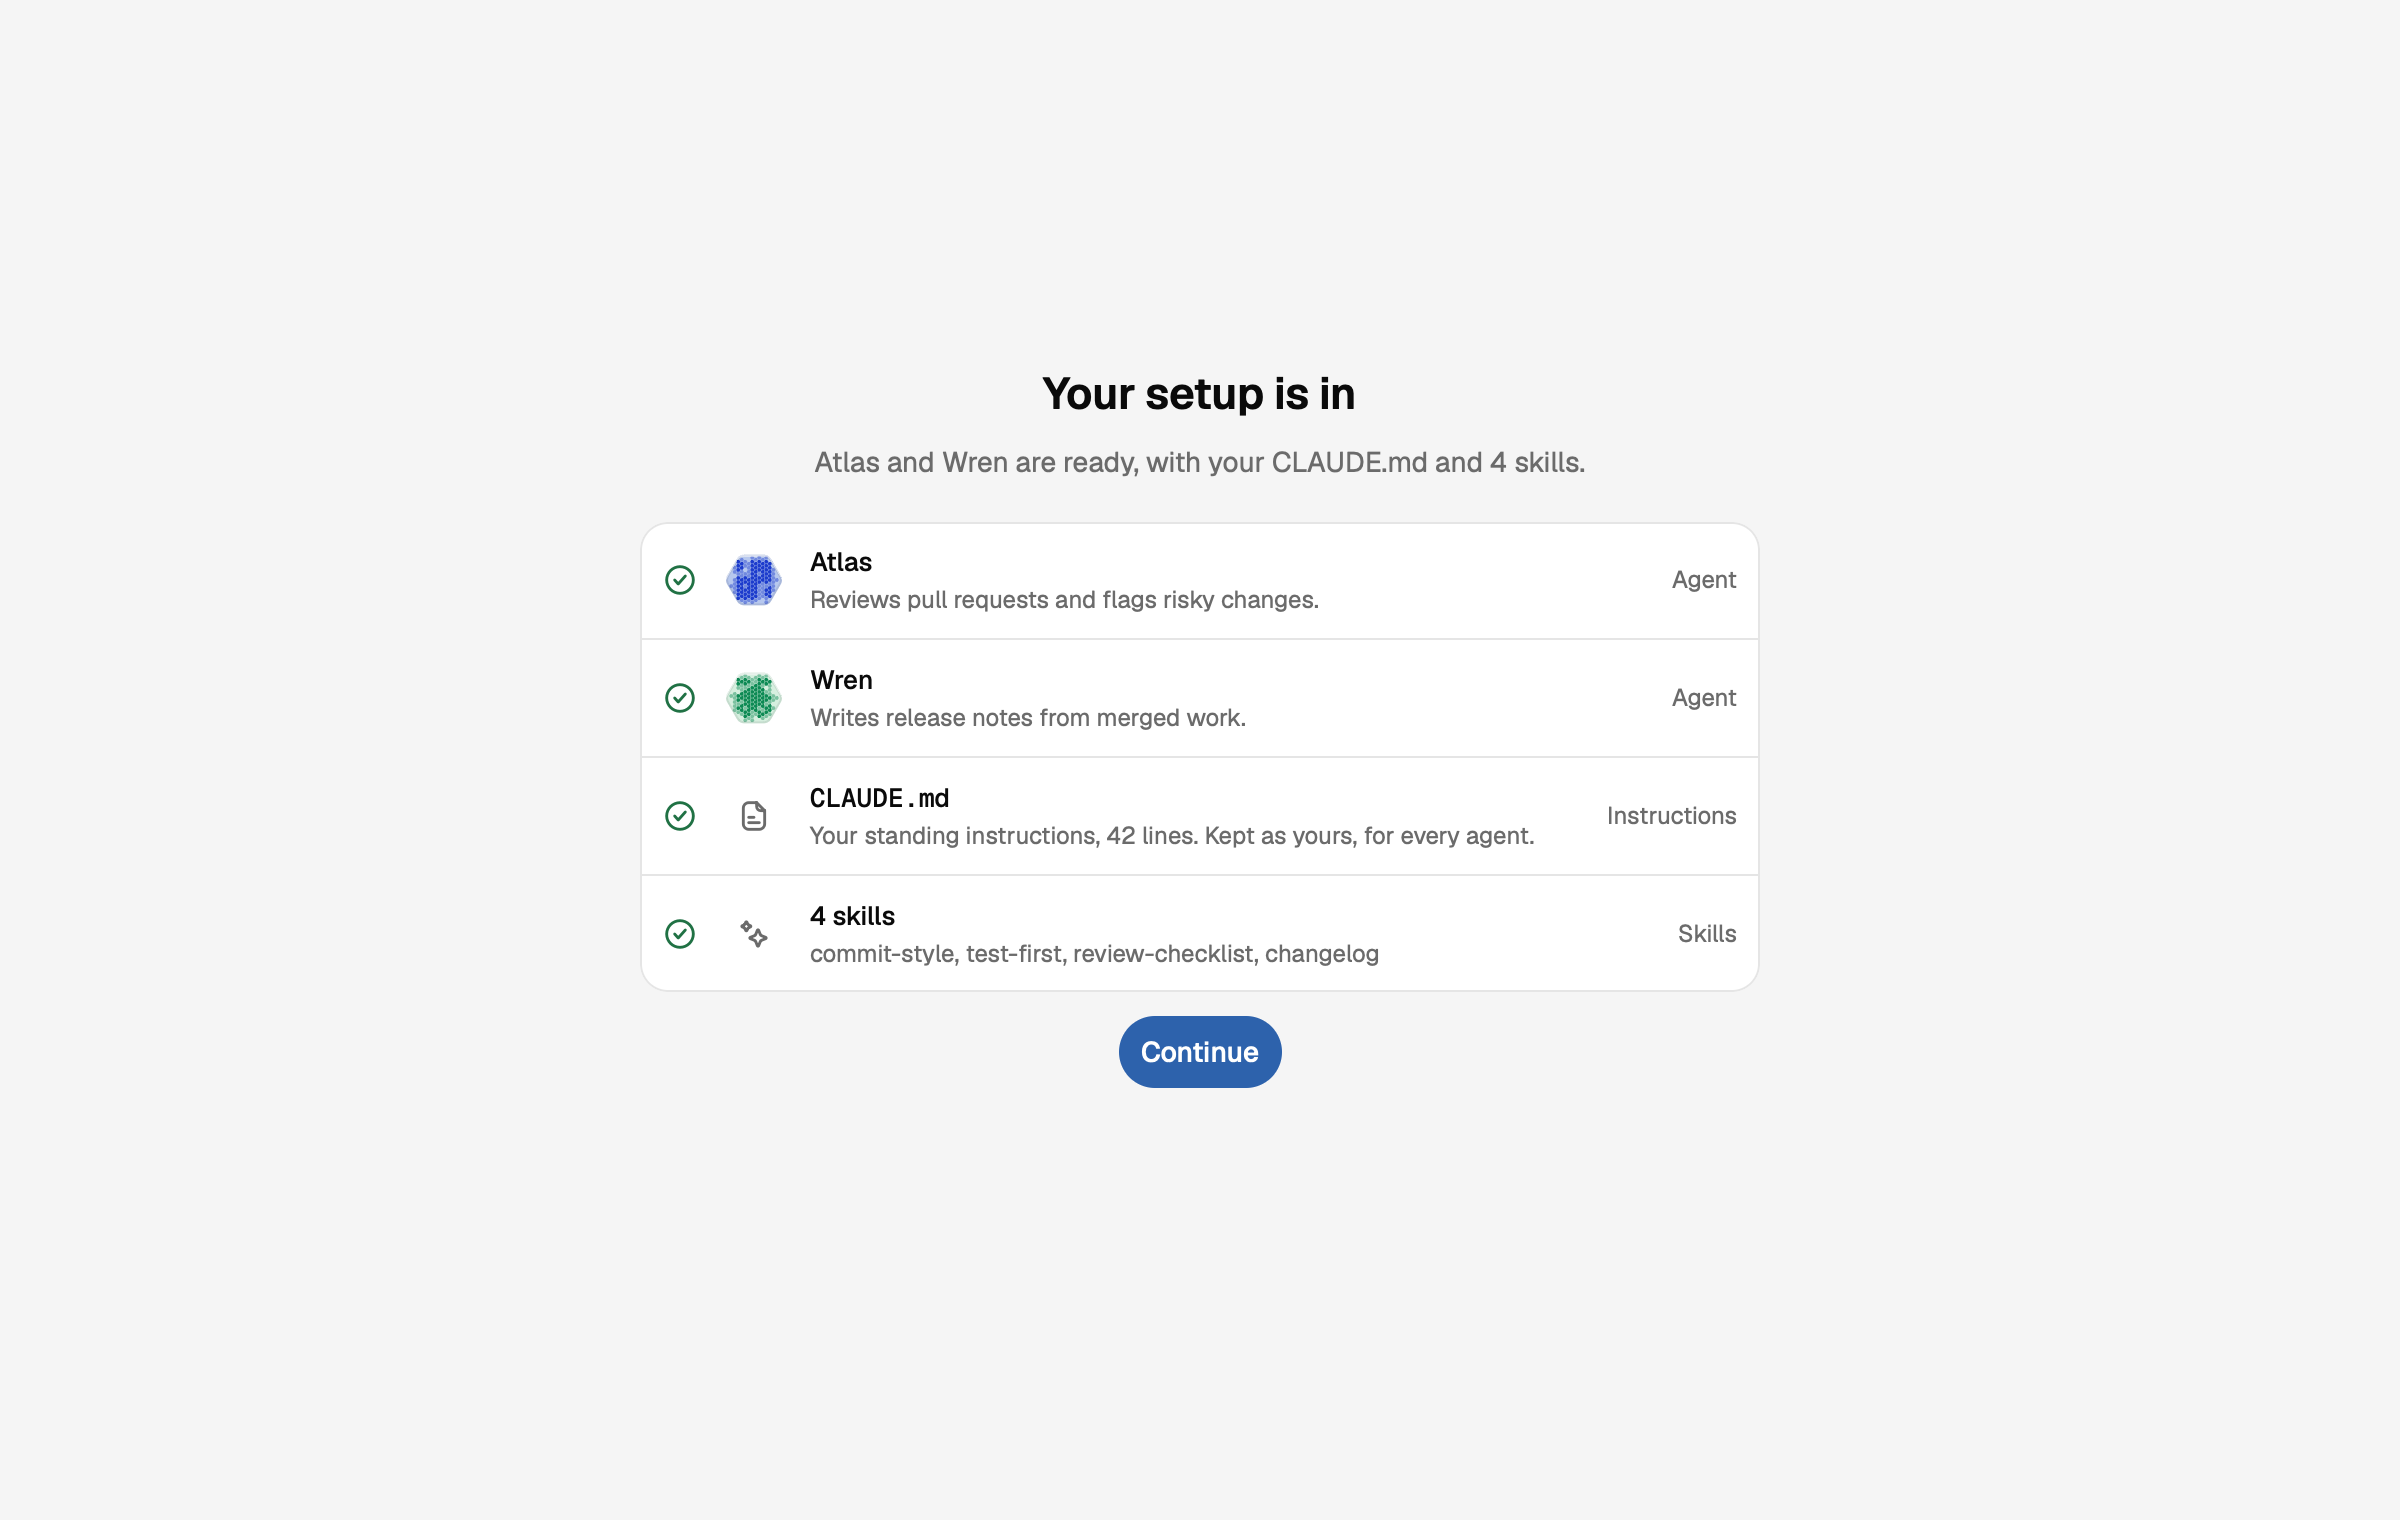 Your setup is in
Atlas and Wren are ready, with your CLAUDE.md and 4 skills.
Atlas
Reviews pull requests and flags risky changes.
Agent
Wren
Writes release notes from merged work.
Agent
CLAUDE.md
Your standing instructions, 42 lines. Kept as yours, for every agent.
Instructions
4 skills
commit-style, test-first, review-checklist, changelog
Skills
Continue